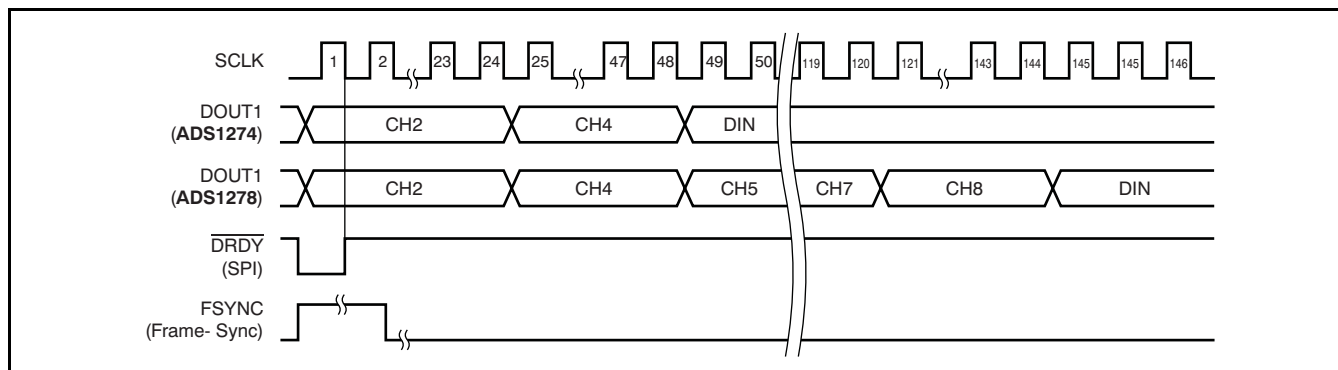 SCLK 1 2 23 24 25 47 48 49 50 119 120 121 143 144 145 145 146
DOUT1
(ADS1274)
CH2 CH4 DIN
DOUT1
(ADS1278)
CH2 CH4 CH5 CH7 CH8 DIN
DRDY
(SPI)
FSYNC
(Frame- Sync)